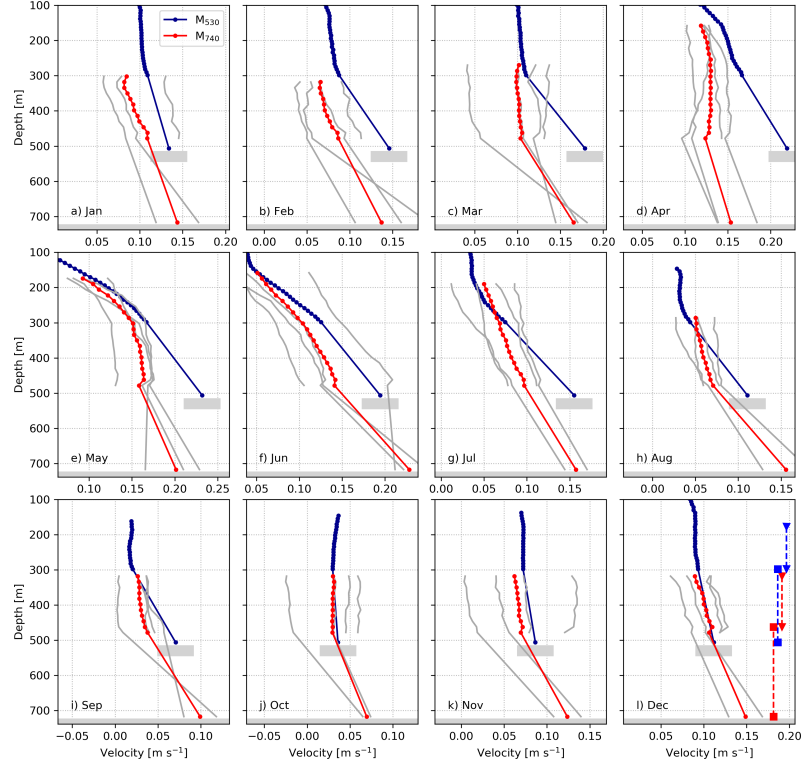 100 200 300 400 500 600 700
Depth [m]
M530
M740
a) Jan
0.05 0.10 0.15 0.20
b) Feb
0.00 0.05 0.10 0.15
c) Mar
0.05 0.10 0.15 0.20
d) Apr
0.05 0.10 0.15 0.20
100 200 300 400 500 600 700
Depth [m]
e) May
0.10 0.15 0.20 0.25
f) Jun
0.05 0.10 0.15 0.20
g) Jul
0.00 0.05 0.10 0.15
h) Aug
0.00 0.05 0.10 0.15
100 200 300 400 500 600 700
Depth [m]
i) Sep
−0.05 0.00 0.05 0.10
Velocity [m s−1]
j) Oct
−0.05 0.00 0.05 0.10
Velocity [m s−1]
k) Nov
0.00 0.05 0.10 0.15
Velocity [m s−1]
l) Dec
0.05 0.10 0.15 0.20
Velocity [m s−1]